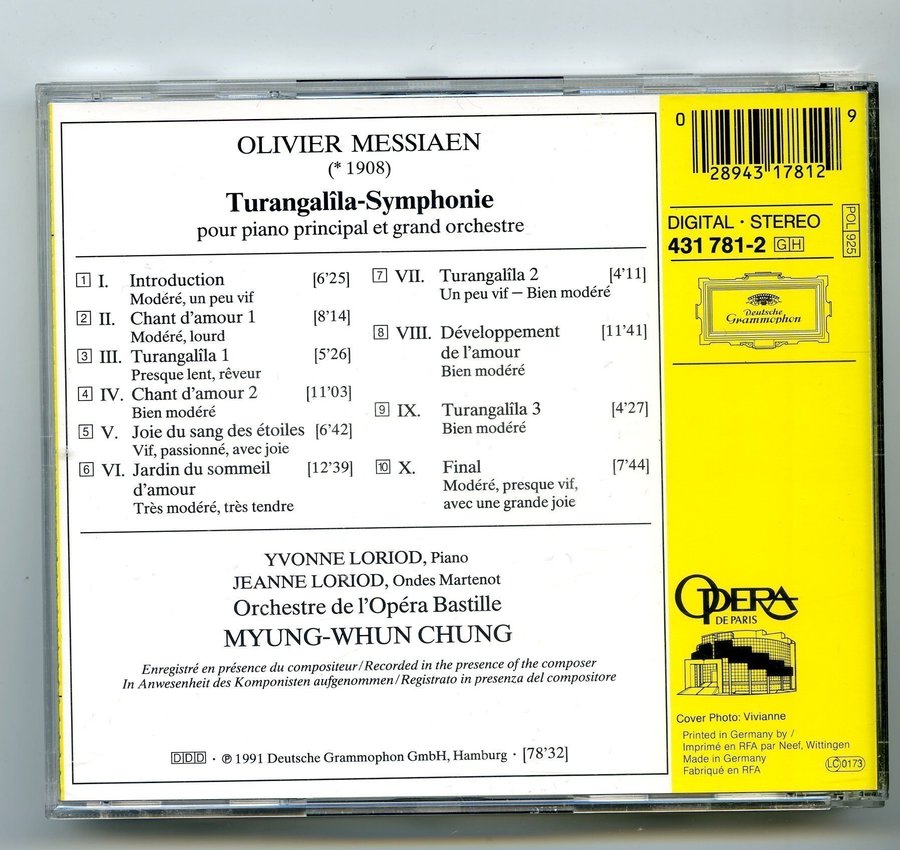 OLIVIER MESSIAEN
(* 1908)
Turangalîla-Symphonie
pour piano principal et grand orchestre
1 I. Introduction [6'25]
Modéré, un peu vif
2 II. Chant d'amour 1 [8'14]
Modéré, lourd
3 III. Turangalîla 1 [5'26]
Presque lent, rêveur
4 IV. Chant d'amour 2 [11'03]
Bien modéré
5 V. Joie du sang des étoiles [6'42]
Vif, passionné, avec joie
6 VI. Jardin du sommeil [12'39]
d'amour
Très modéré, très tendre
7 VII. Turangalîla 2 [4'11]
Un peu vif – Bien modéré
8 VIII. Développement [11'41]
de l'amour
Bien modéré
9 IX. Turangalîla 3 [4'27]
Bien modéré
10 X. Final [7'44]
Modéré, presque vif,
avec une grande joie
YVONNE LORIOD, Piano
JEANNE LORIOD, Ondes Martenot
Orchestre de l'Opéra Bastille
MYUNG-WHUN CHUNG
Enregistré en présence du compositeur / Recorded in the presence of the composer
In Anwesenheit des Komponisten aufgenommen / Registrato in presenza del compositore
DDD · ℗ 1991 Deutsche Grammophon GmbH, Hamburg · [78'32]
0 28943 17812 9
DIGITAL · STEREO
431 781-2 GH
POL 925
Deutsche
Grammophon
OPERA
DE PARIS
Cover Photo: Vivianne
Printed in Germany by /
Imprimé en RFA par Neef, Wittingen
Made in Germany
Fabriqué en RFA
LC 0173